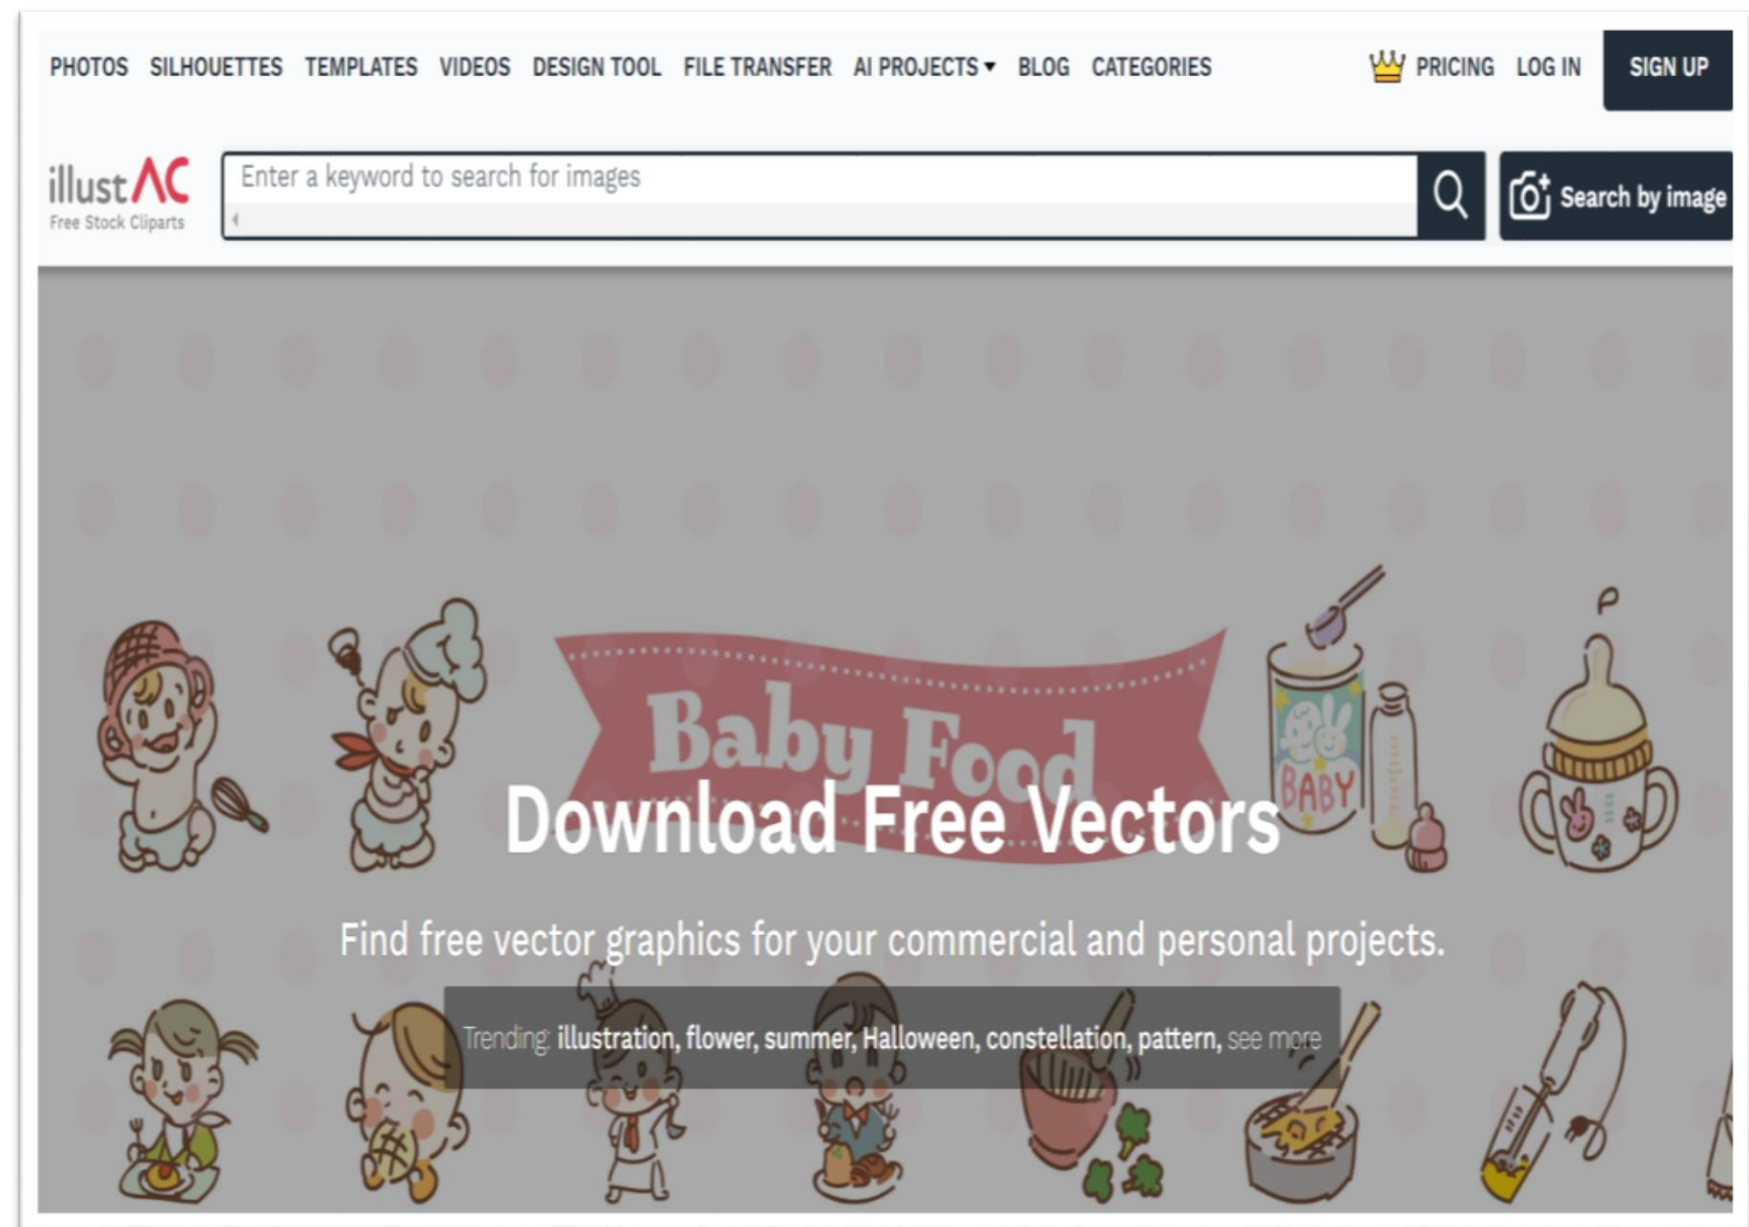 PHOTOS SILHOUETTES TEMPLATES VIDEOS DESIGN TOOL FILE TRANSFER AI PROJECTS BLOG CATEGORIES PRICING LOG IN SIGN UP
illustAC
Free Stock Cliparts
Enter a keyword to search for images
Search by image
Baby Food
BABY
Download Free Vectors
Find free vector graphics for your commercial and personal projects.
Trending: illustration, flower, summer, Halloween, constellation, pattern, see more